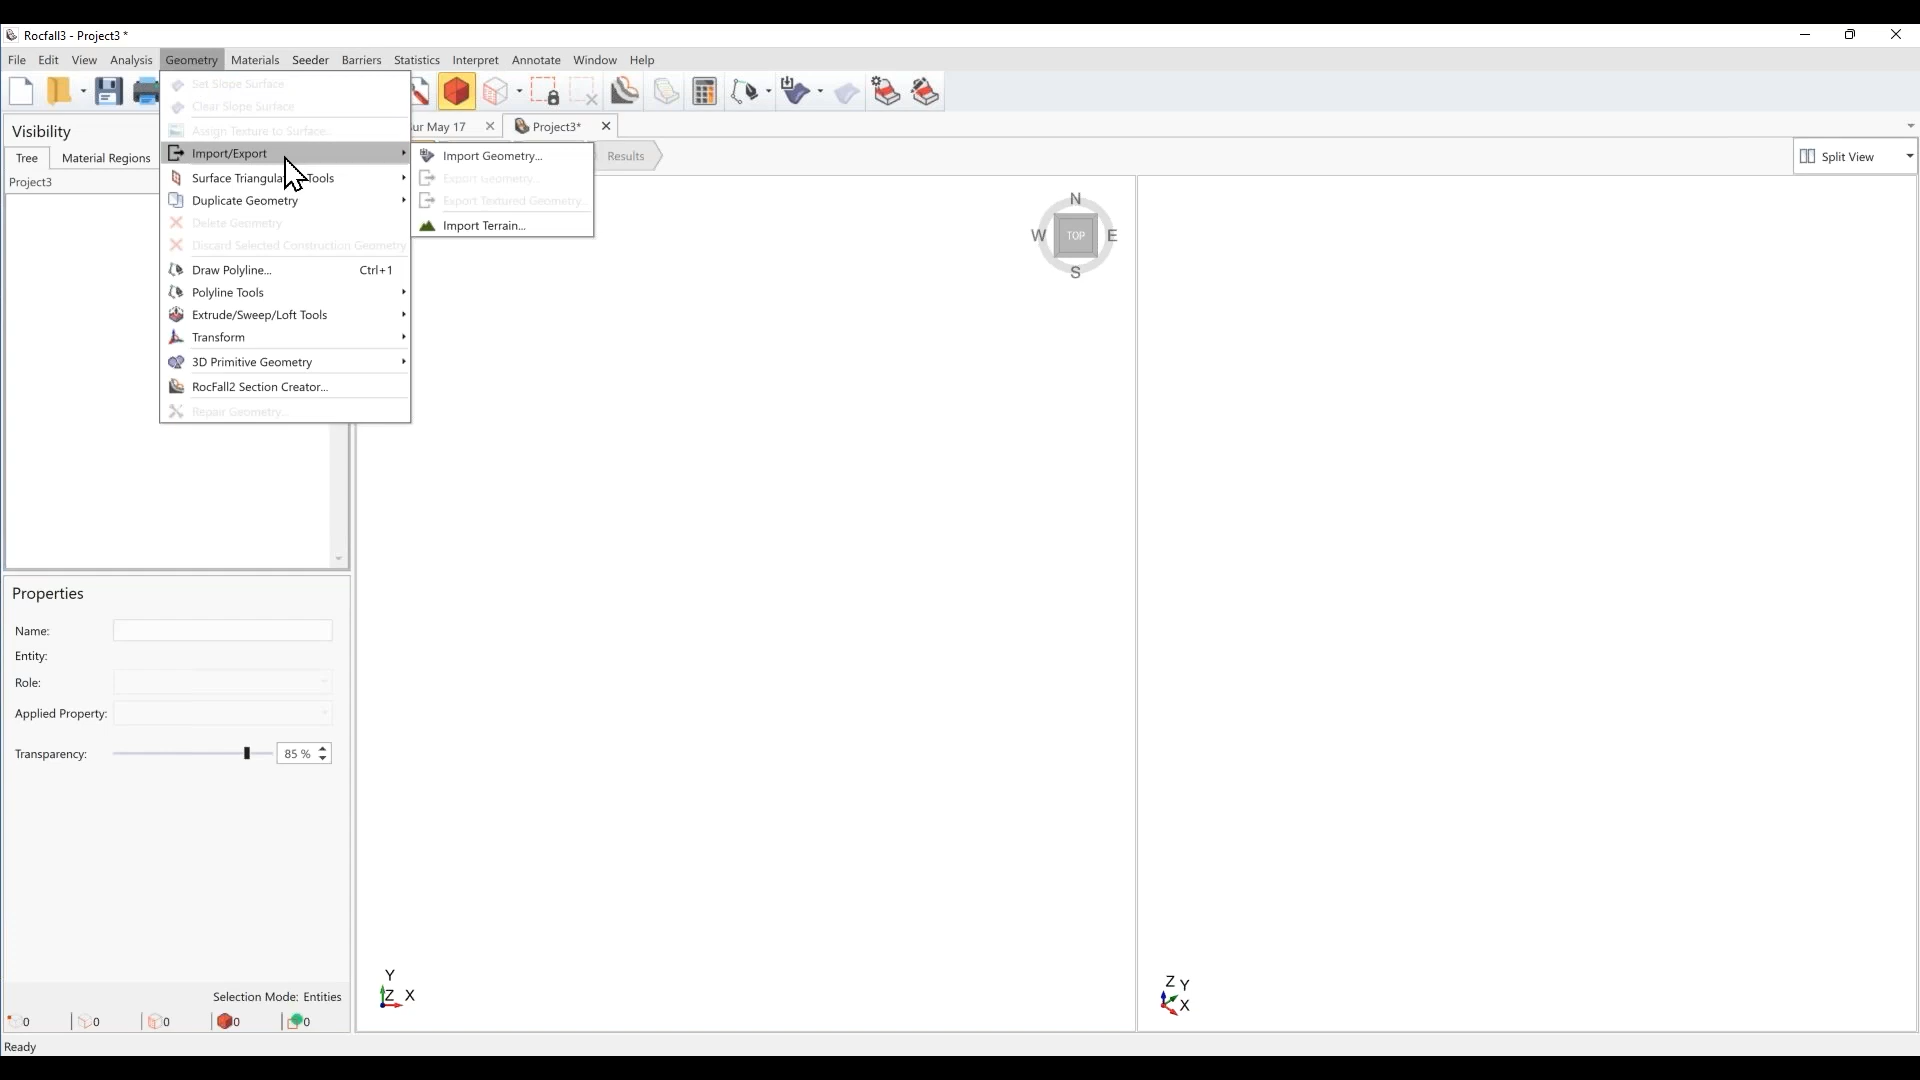 Rocfall3 - Project3 *
File Edit View Analysis Geometry Materials Seeder Barriers Statistics Interpret Annotate Window Help
Set Slope Surface
Clear Slope Surface
Assign Texture to Surface...
Import/Export
Surface Triangula Tools
Duplicate Geometry
Delete Geometry
Discard Selected Construction Geometry
Draw Polyline... Ctrl+1
Polyline Tools
Extrude/Sweep/Loft Tools
Transform
3D Primitive Geometry
RocFall2 Section Creator...
Repair Geometry...
Import Geometry...
Export Geometry...
Export Textured Geometry...
Import Terrain...
ur May 17
Project3*
Results
Split View
Visibility
Tree Material Regions
Project3
N
W TOP E
S
Properties
Name:
Entity:
Role:
Applied Property:
Transparency: 85 %
Selection Mode: Entities
0 0 0 0 0
Y
Z X
Z Y
X
Ready